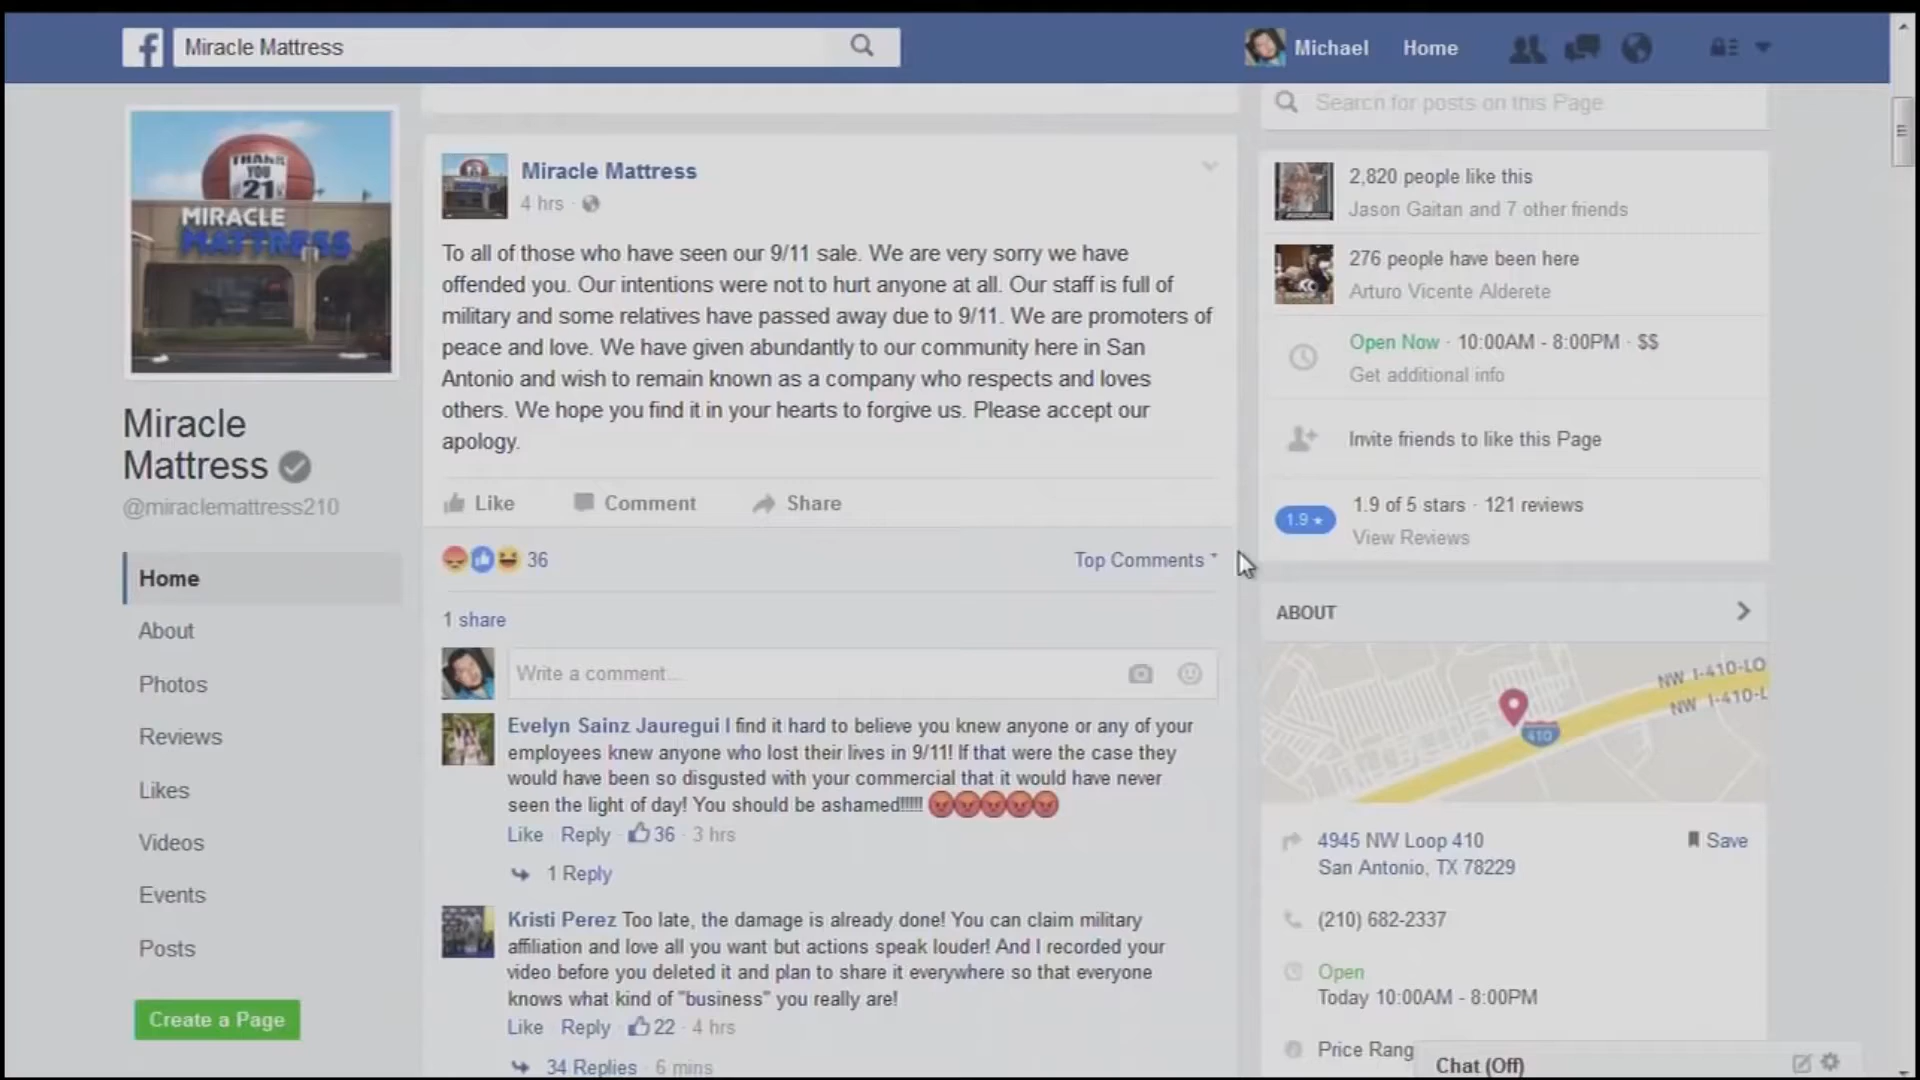 Miracle Mattress
Michael
Home
THANK
YOU
21
MIRACLE
MATTRESS
Miracle
Mattress
@miraclemattress210
Home
About
Photos
Reviews
Likes
Videos
Events
Posts
Create a Page
Miracle Mattress
4 hrs ·
To all of those who have seen our 9/11 sale. We are very sorry we have
offended you. Our intentions were not to hurt anyone at all. Our staff is full of
military and some relatives have passed away due to 9/11. We are promoters of
peace and love. We have given abundantly to our community here in San
Antonio and wish to remain known as a company who respects and loves
others. We hope you find it in your hearts to forgive us. Please accept our
apology.
Like Comment Share
36
Top Comments
1 share
Write a comment...
Evelyn Sainz Jauregui I find it hard to believe you knew anyone or any of your
employees knew anyone who lost their lives in 9/11! If that were the case they
would have been so disgusted with your commercial that it would have never
seen the light of day! You should be ashamed!!!!!!
Like · Reply · 36 · 3 hrs
1 Reply
Kristi Perez Too late, the damage is already done! You can claim military
affiliation and love all you want but actions speak louder! And I recorded your
video before you deleted it and plan to share it everywhere so that everyone
knows what kind of "business" you really are!
Like · Reply · 22 · 4 hrs
34 Replies · 6 mins
Search for posts on this Page
2,820 people like this
Jason Gaitan and 7 other friends
276 people have been here
Arturo Vicente Alderete
Open Now · 10:00AM - 8:00PM · $$
Get additional info
Invite friends to like this Page
1.9
1.9 of 5 stars · 121 reviews
View Reviews
ABOUT
NW I-410-LO
NW I-410-L
410
4945 NW Loop 410
San Antonio, TX 78229
Save
(210) 682-2337
Open
Today 10:00AM - 8:00PM
Price Rang
Chat (Off)